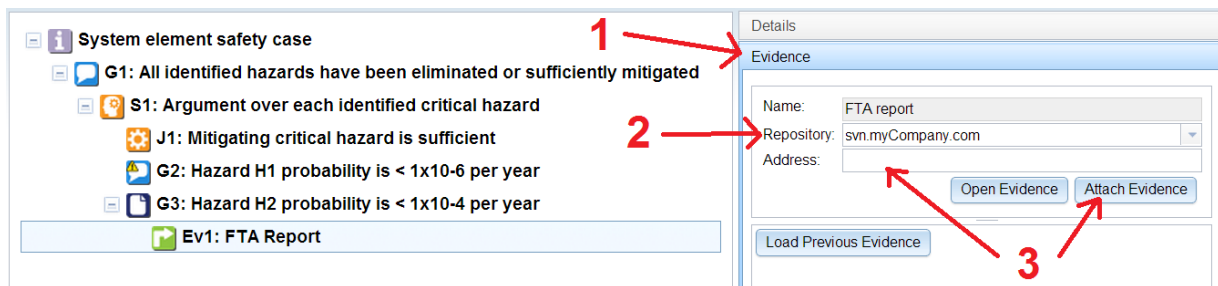 System element safety case
G1: All identified hazards have been eliminated or sufficiently mitigated
S1: Argument over each identified critical hazard
J1: Mitigating critical hazard is sufficient
G2: Hazard H1 probability is < 1x10-6 per year
G3: Hazard H2 probability is < 1x10-4 per year
Ev1: FTA Report
1
2
3
Details
Evidence
Name: FTA report
Repository: svn.myCompany.com
Address:
Open Evidence Attach Evidence
Load Previous Evidence